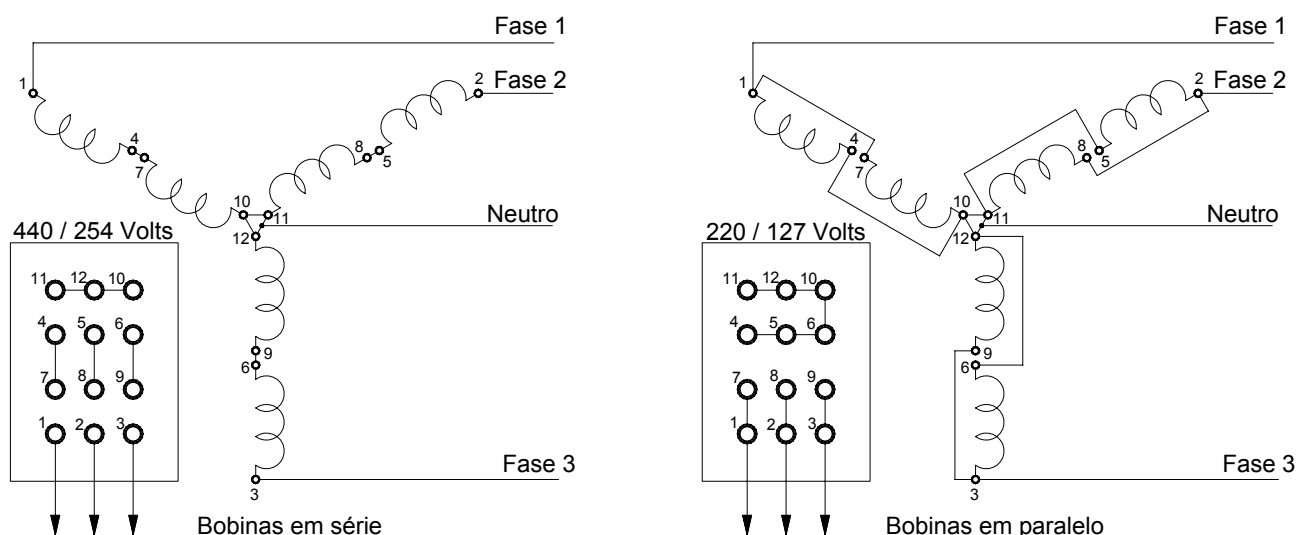 Fase 1
1
2
Fase 2
4
7
8
5
10
11
Neutro
12
9
6
Fase 3
3
440 / 254 Volts
11 12 10
4 5 6
7 8 9
1 2 3
Bobinas em série
Fase 1
1
2
Fase 2
4
7
8
5
10
11
Neutro
12
9
6
Fase 3
3
220 / 127 Volts
11 12 10
4 5 6
7 8 9
1 2 3
Bobinas em paralelo